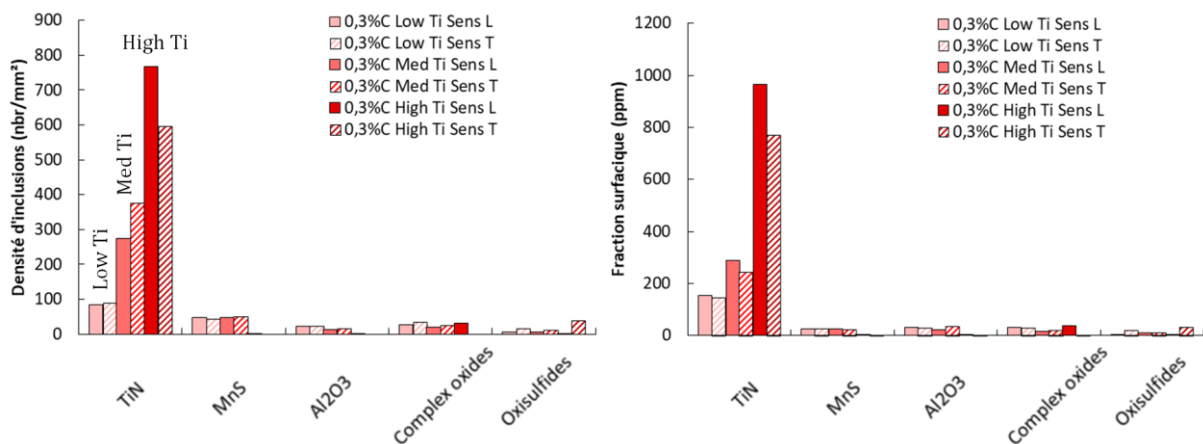 Densité d'inclusions (nbr/mm²)
900
800
700
600
500
400
300
200
100
0
Low Ti
Med Ti
High Ti
0,3%C Low Ti Sens L
0,3%C Low Ti Sens T
0,3%C Med Ti Sens L
0,3%C Med Ti Sens T
0,3%C High Ti Sens L
0,3%C High Ti Sens T
TiN
MnS
Al2O3
Complex oxides
Oxisulfides
Fraction surfacique (ppm)
1200
1000
800
600
400
200
0
0,3%C Low Ti Sens L
0,3%C Low Ti Sens T
0,3%C Med Ti Sens L
0,3%C Med Ti Sens T
0,3%C High Ti Sens L
0,3%C High Ti Sens T
TiN
MnS
Al2O3
Complex oxides
Oxisulfides